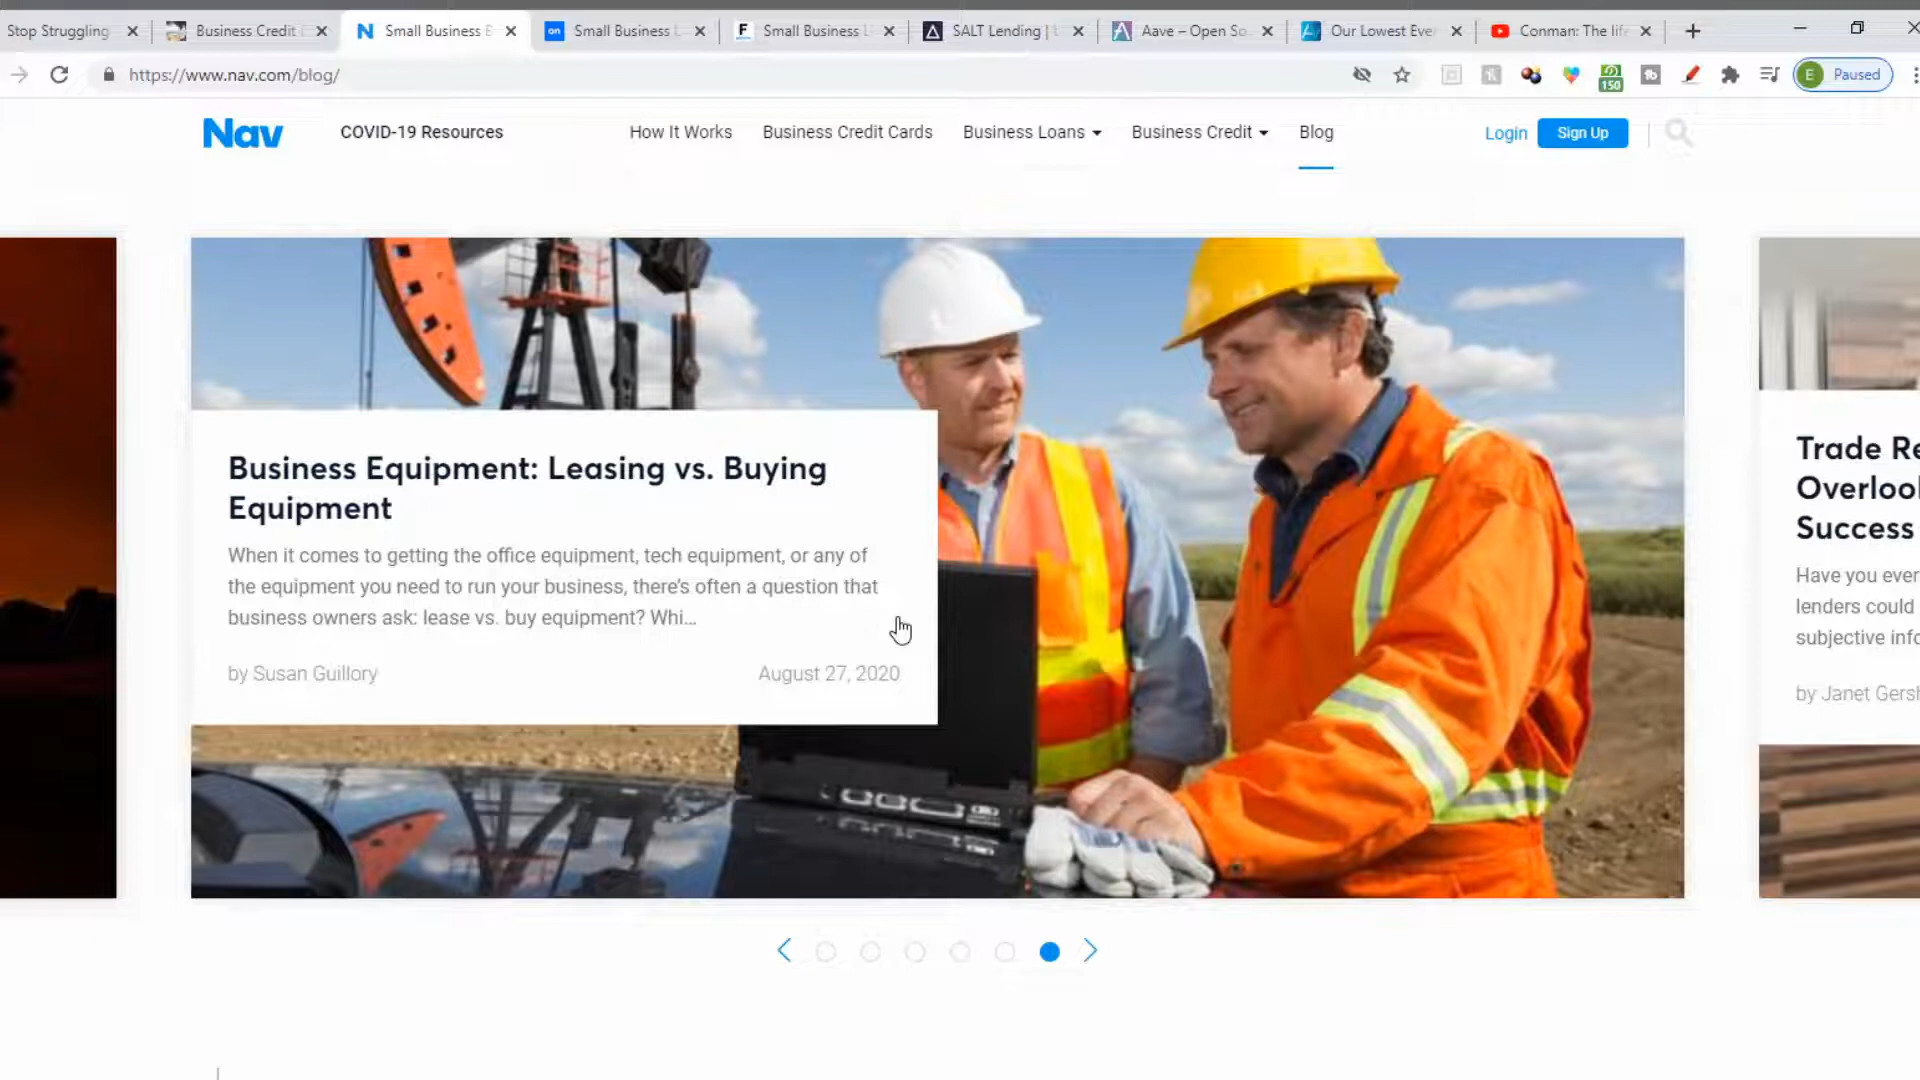 Stop Struggling
Business Credit
Small Business B
Small Business L
Small Business L
SALT Lending |
Aave – Open So
Our Lowest Eve
Conman: The life
https://www.nav.com/blog/
150
E
Paused
Nav
COVID-19 Resources
How It Works
Business Credit Cards
Business Loans
Business Credit
Blog
Login
Sign Up
Business Equipment: Leasing vs. Buying
Equipment
When it comes to getting the office equipment, tech equipment, or any of
the equipment you need to run your business, there's often a question that
business owners ask: lease vs. buy equipment? Whi...
by Susan Guillory
August 27, 2020
Trade Re
Overlool
Success
Have you ever
lenders could
subjective info
by Janet Gersh